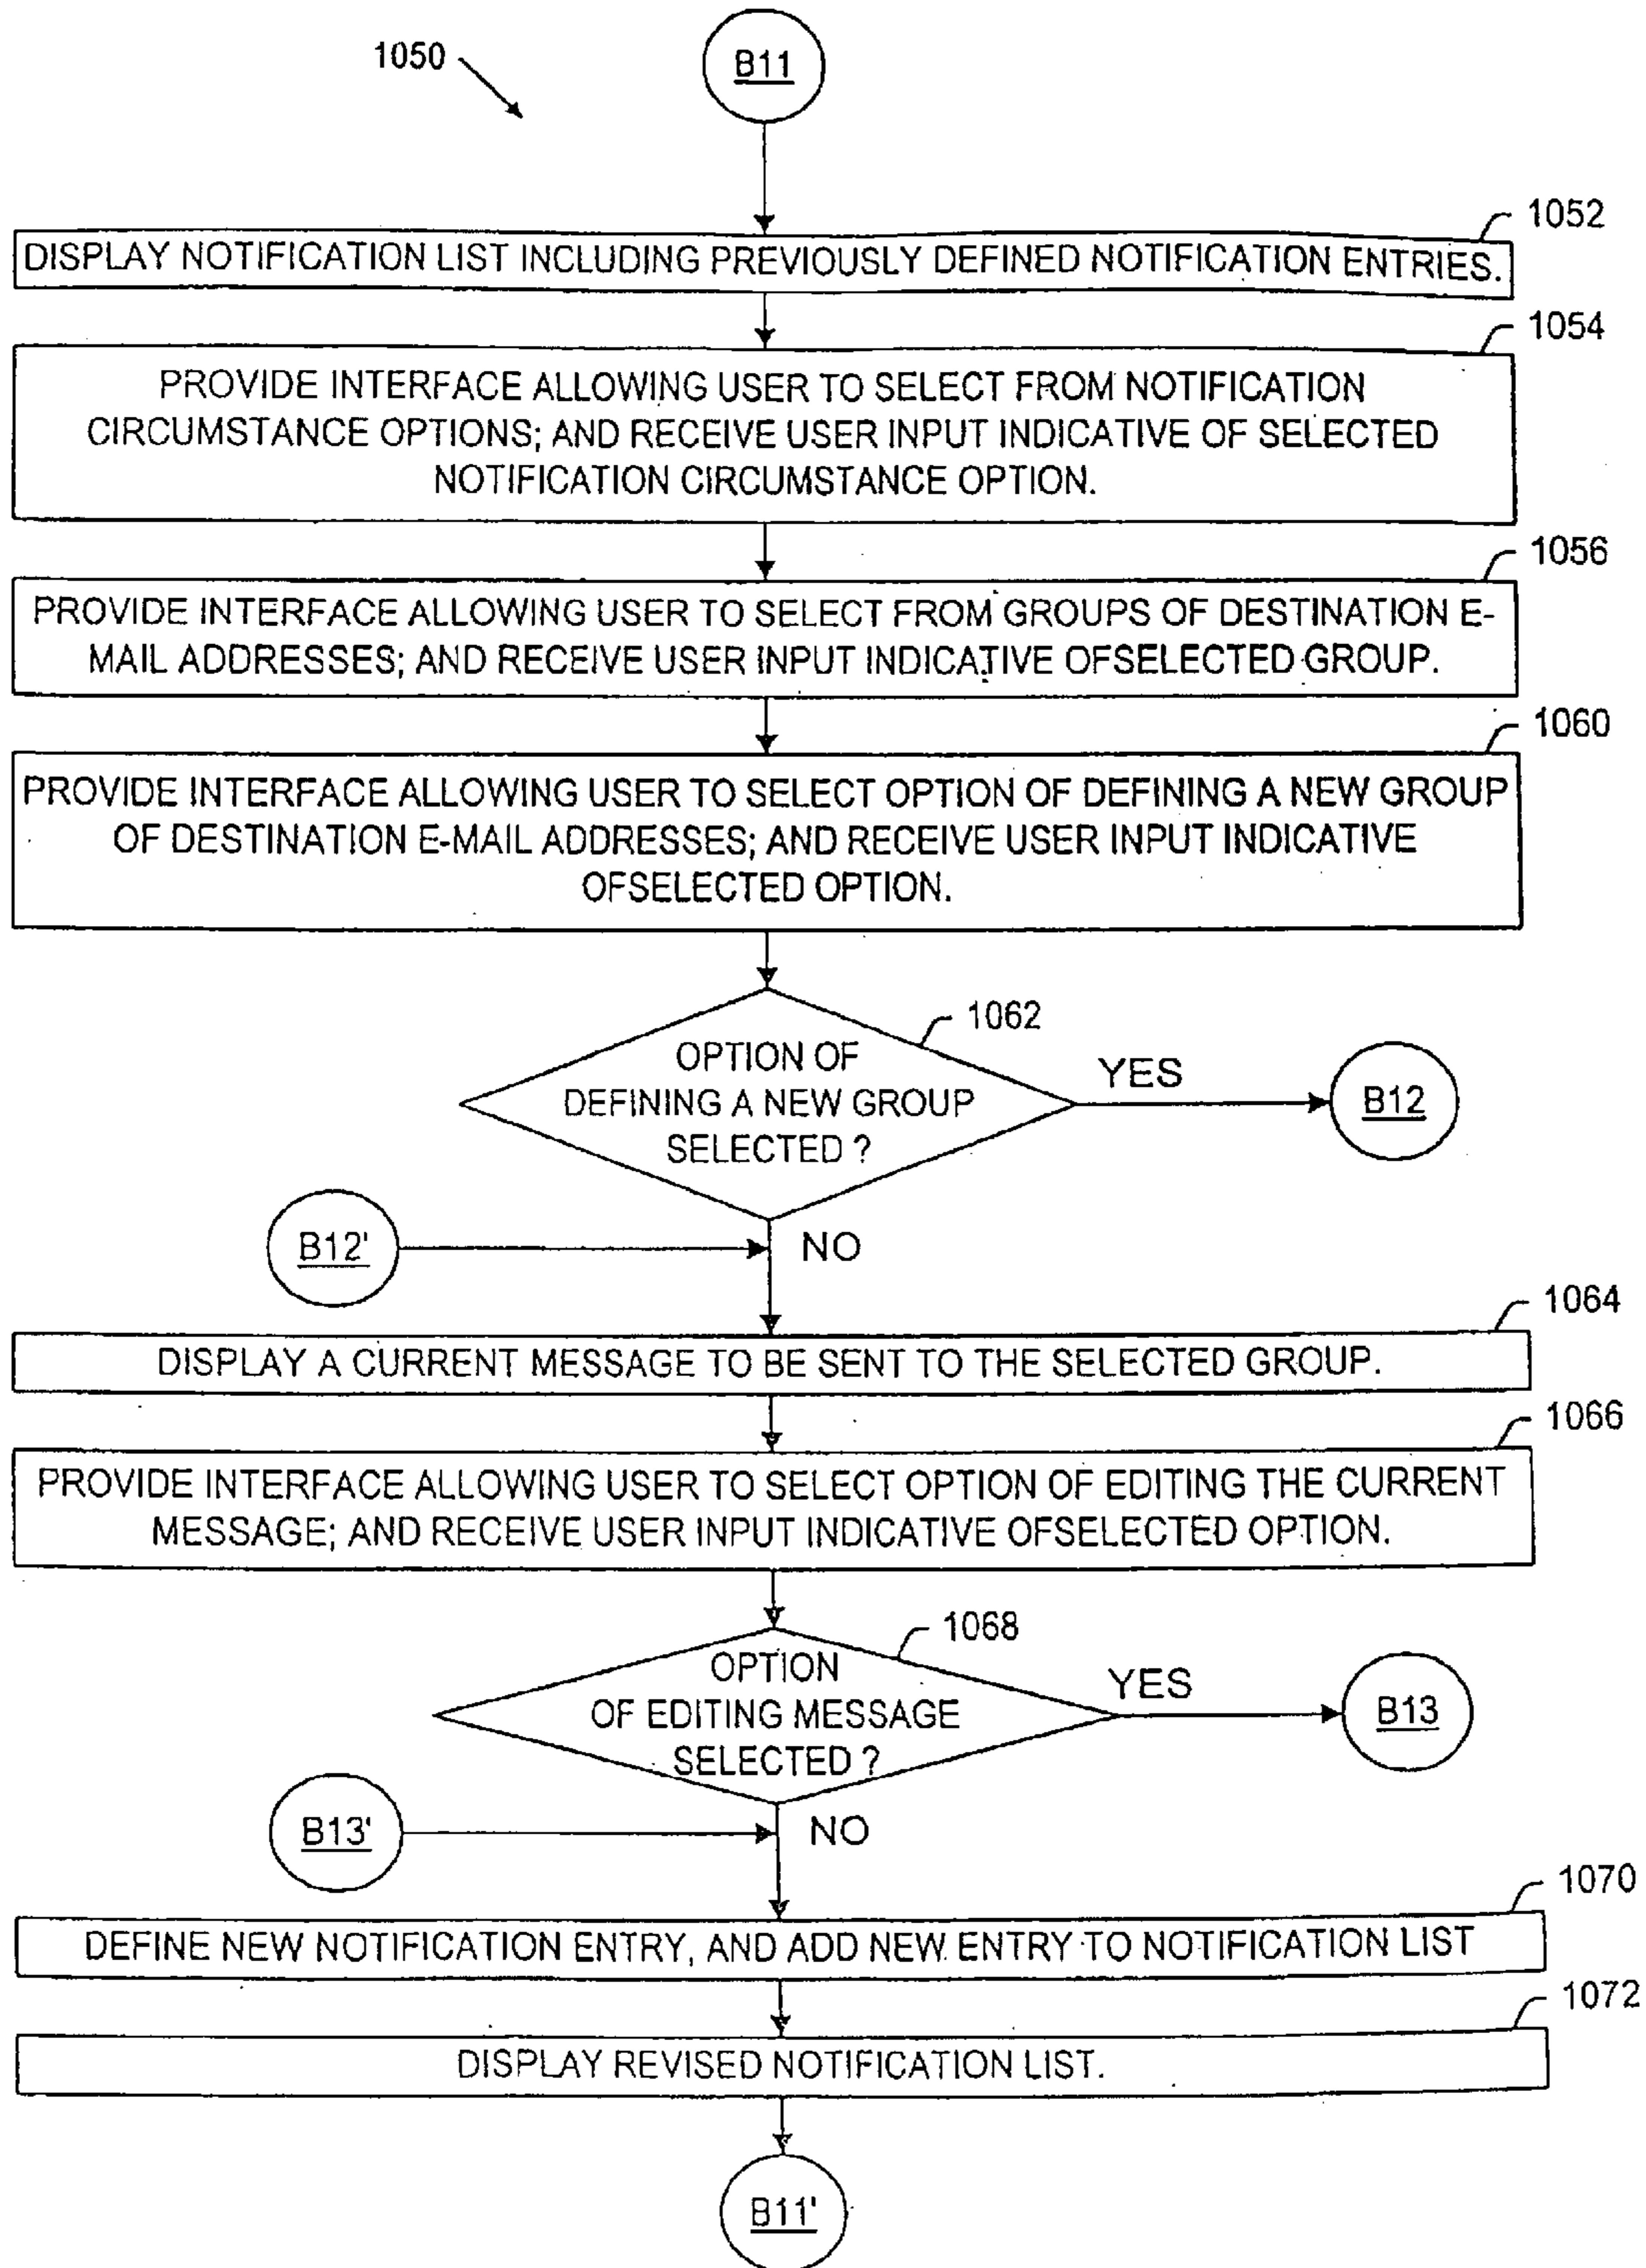 1050
B11
1052
DISPLAY NOTIFICATION LIST INCLUDING PREVIOUSLY DEFINED NOTIFICATION ENTRIES.
1054
PROVIDE INTERFACE ALLOWING USER TO SELECT FROM NOTIFICATION
CIRCUMSTANCE OPTIONS; AND RECEIVE USER INPUT INDICATIVE OF SELECTED
NOTIFICATION CIRCUMSTANCE OPTION.
1056
PROVIDE INTERFACE ALLOWING USER TO SELECT FROM GROUPS OF DESTINATION E-
MAIL ADDRESSES; AND RECEIVE USER INPUT INDICATIVE OFSELECTED GROUP.
1060
PROVIDE INTERFACE ALLOWING USER TO SELECT OPTION OF DEFINING A NEW GROUP
OF DESTINATION E-MAIL ADDRESSES; AND RECEIVE USER INPUT INDICATIVE
OFSELECTED OPTION.
1062
OPTION OF
DEFINING A NEW GROUP
SELECTED ?
YES
B12
B12'
NO
1064
DISPLAY A CURRENT MESSAGE TO BE SENT TO THE SELECTED GROUP.
1066
PROVIDE INTERFACE ALLOWING USER TO SELECT OPTION OF EDITING THE CURRENT
MESSAGE; AND RECEIVE USER INPUT INDICATIVE OFSELECTED OPTION.
1068
OPTION
OF EDITING MESSAGE
SELECTED ?
YES
B13
B13'
NO
1070
DEFINE NEW NOTIFICATION ENTRY, AND ADD NEW ENTRY TO NOTIFICATION LIST
1072
DISPLAY REVISED NOTIFICATION LIST.
B11'